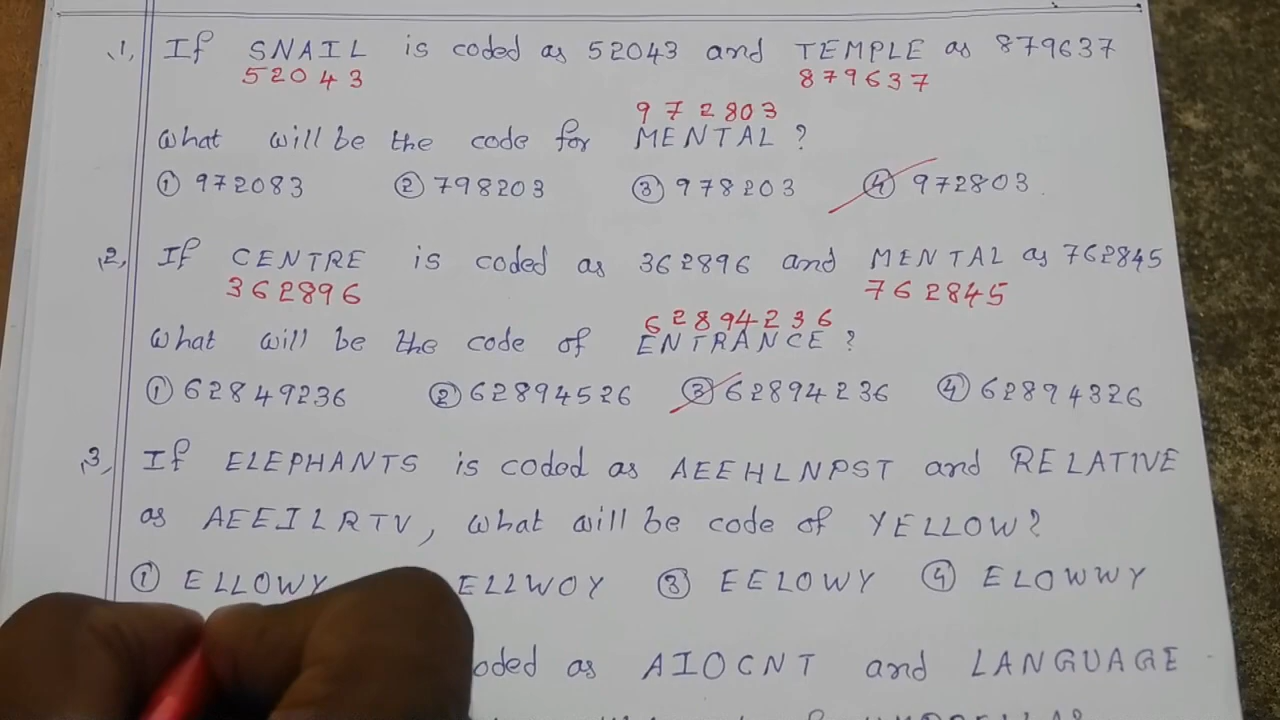 1, If SNAIL is coded as 52043 and TEMPLE as 879637
52043 879637
972803
What will be the code for MENTAL ?
① 972083 ② 798203 ③ 978203 ④ 972803
2, If CENTRE is coded as 362896 and MENTAL as 762845
362896 762845
62894236
What will be the code of ENTRANCE ?
① 62849236 ② 62894526 ③ 62894236 ④ 62894326
3, If ELEPHANTS is coded as AEEHLNPST and RELATIVE
as AEEILRTV, What will be code of YELLOW?
① ELLOWY ELLWOY ③ EELOWY ④ ELOWWY
oded as AIOCNT and LANGUAGE